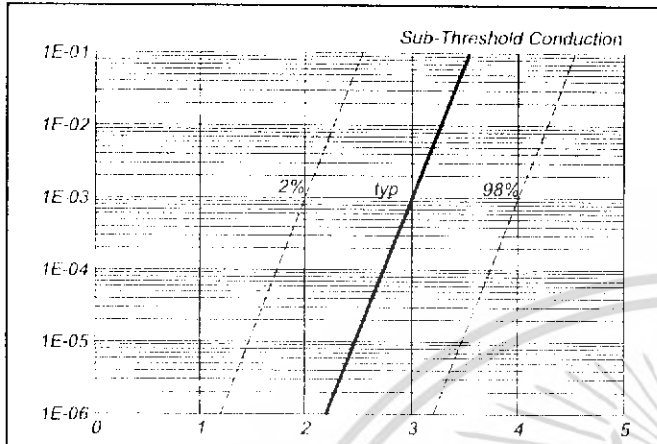 Sub-Threshold Conduction
1E-01
1E-02
2% typ 98%
1E-03
1E-04
1E-05
1E-06
0 1 2 3 4 5